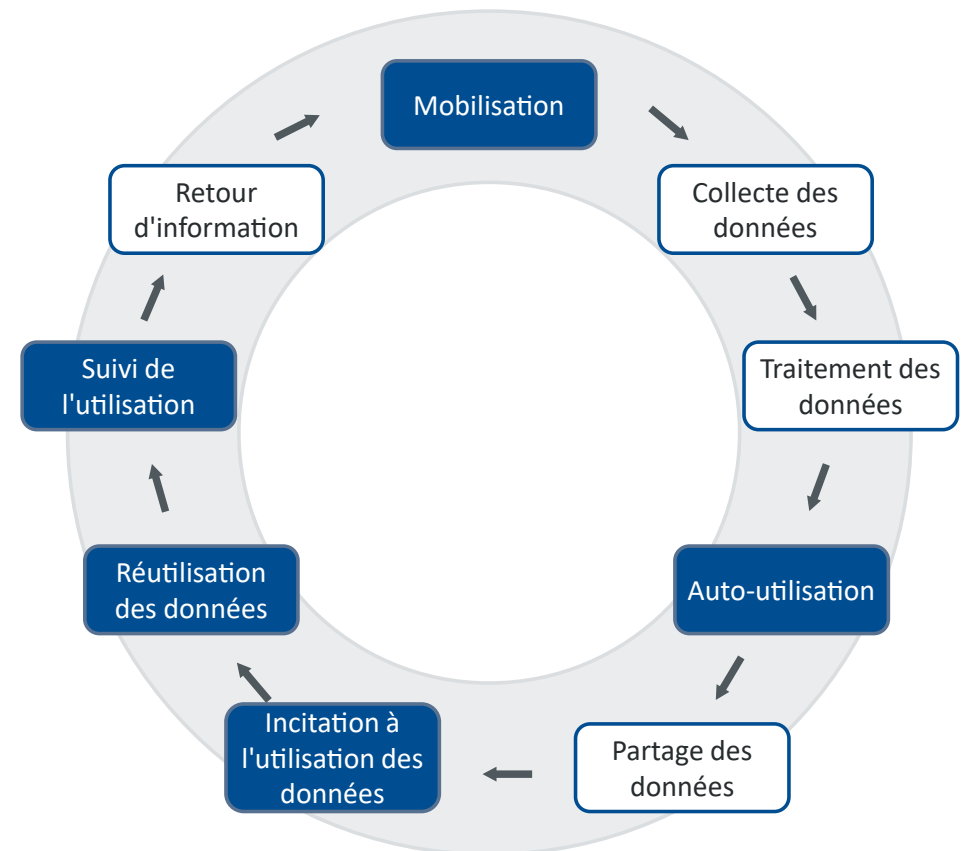 Mobilisation
Collecte des
données
Traitement des
données
Auto-utilisation
Partage des
données
Incitation à
l'utilisation des
données
Réutilisation
des données
Suivi de
l'utilisation
Retour
d'information